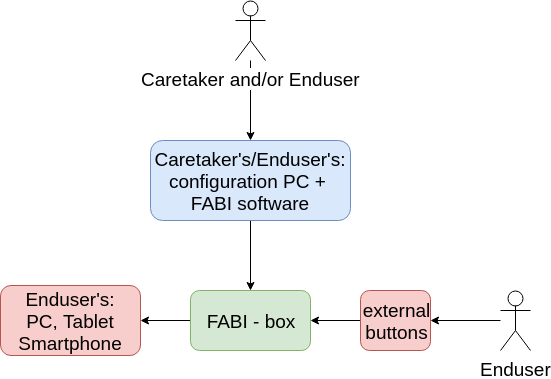 Caretaker and/or Enduser
Caretaker's/Enduser's:
configuration PC +
FABI software
Enduser's:
PC, Tablet
Smartphone
FABI - box
external
buttons
Enduser